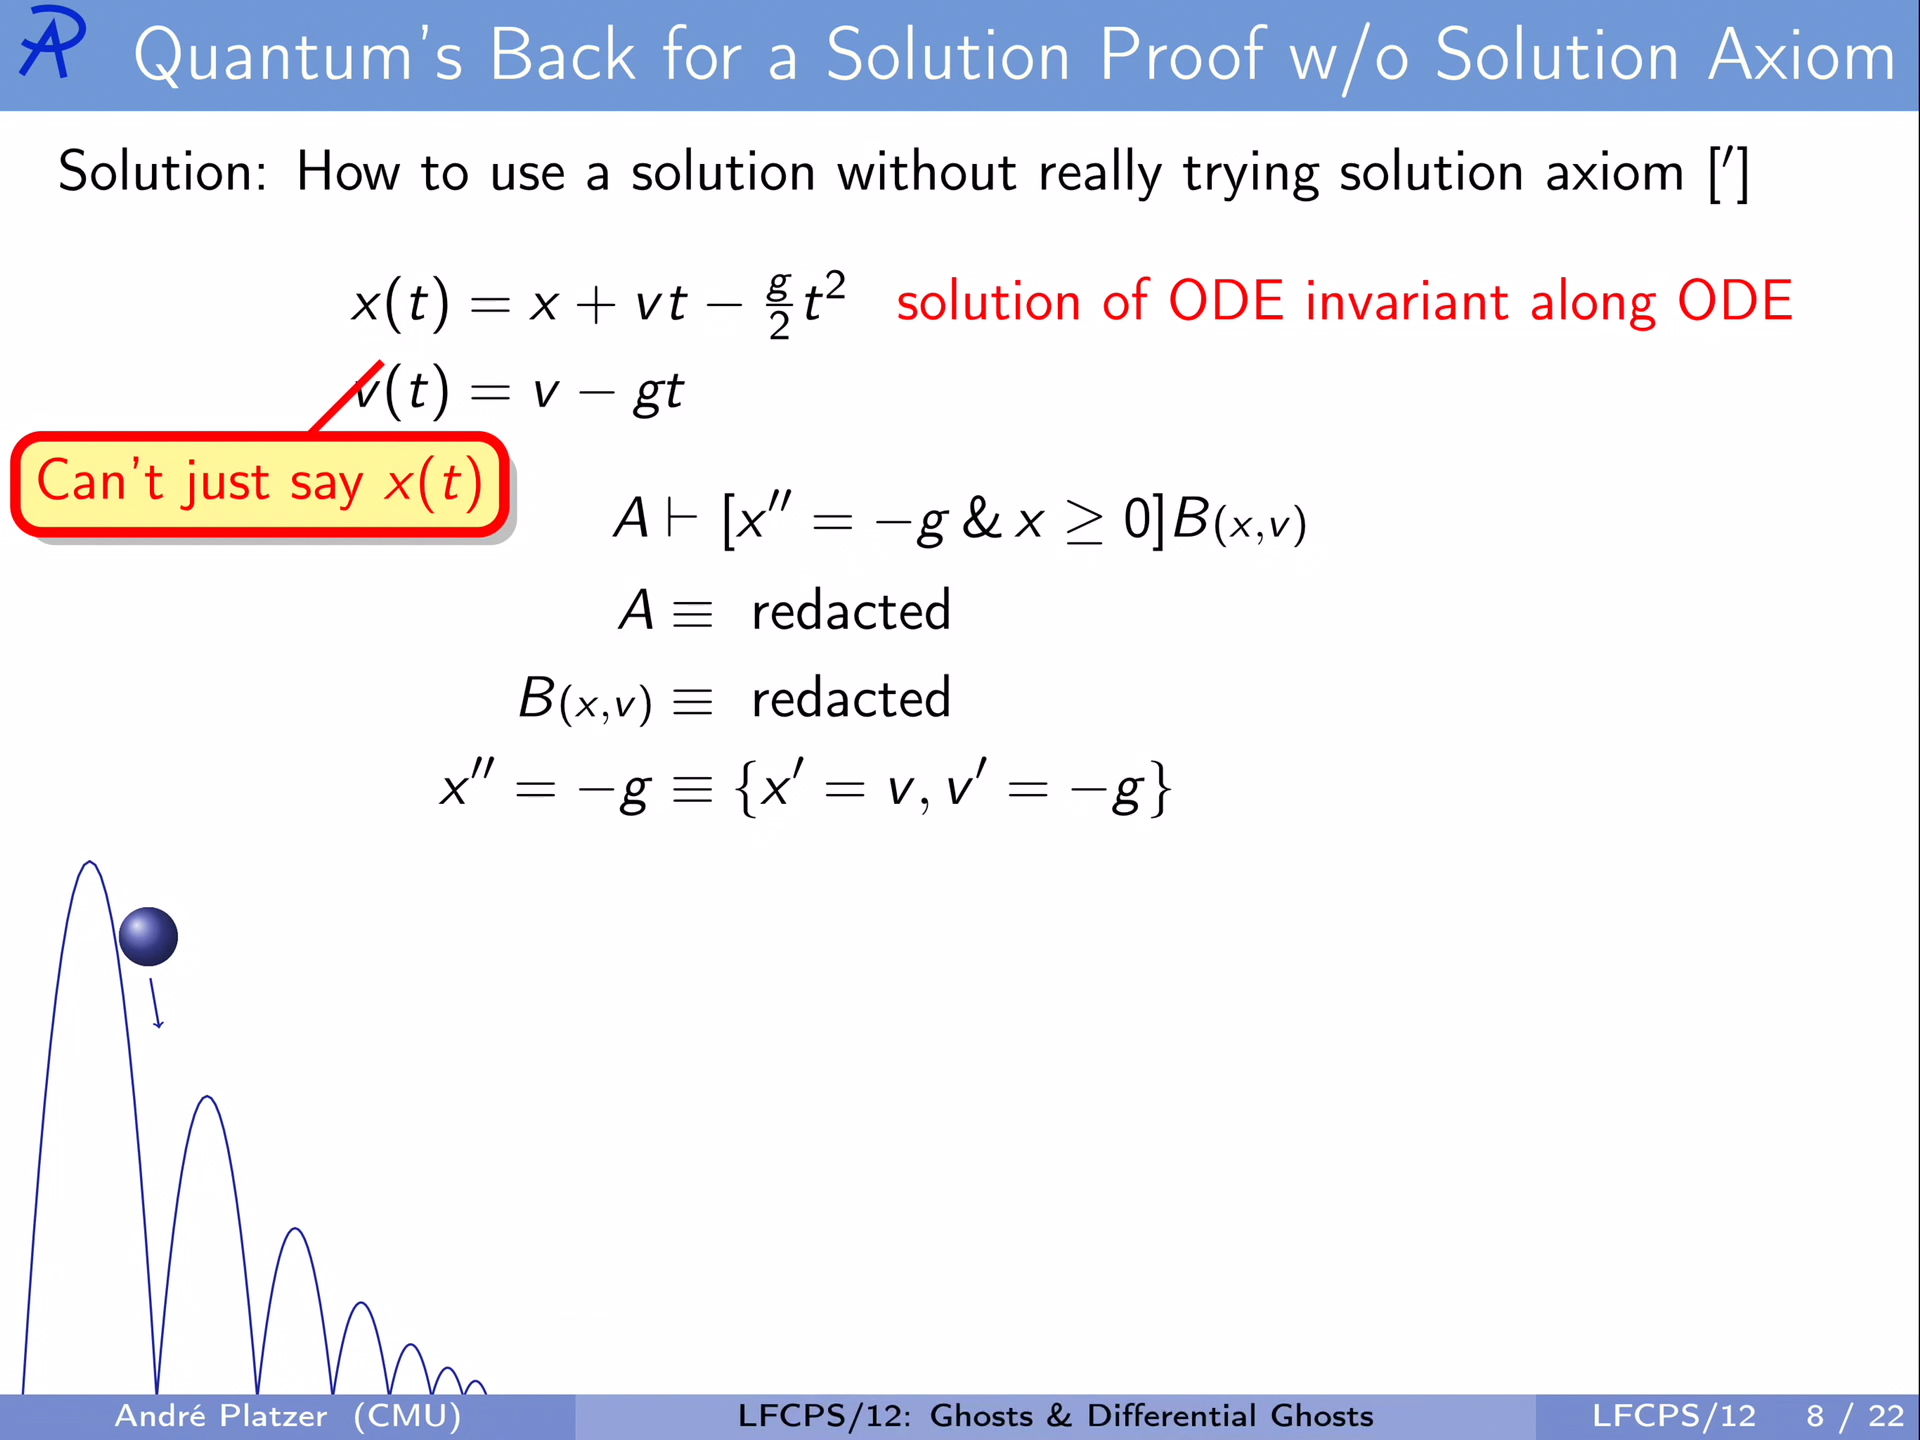 Quantum's Back for a Solution Proof w/o Solution Axiom
Solution: How to use a solution without really trying solution axiom [′]
x(t) = x + vt − g/2 t² solution of ODE invariant along ODE
v(t) = v − gt
Can't just say x(t)
A ⊢ [x″ = −g & x ≥ 0]B(x,v)
A ≡ redacted
B(x,v) ≡ redacted
x″ = −g ≡ {x′ = v, v′ = −g}
André Platzer (CMU) LFCPS/12: Ghosts & Differential Ghosts LFCPS/12 8 / 22